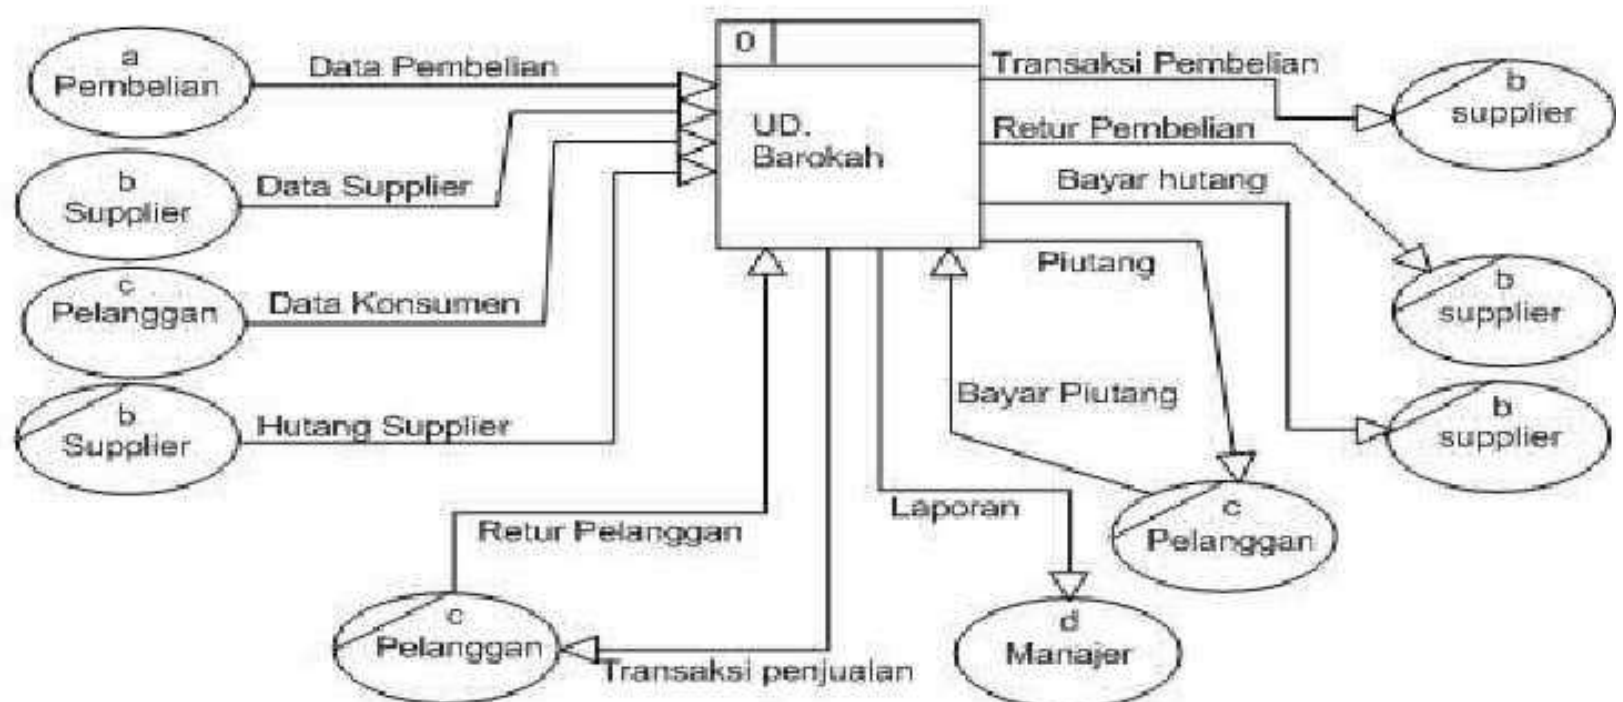 a
Pembelian
Data Pembelian
0
UD.
Barokah
Transaksi Pembelian
b
supplier
b
Supplier
Data Supplier
Retur Pembelian
b
supplier
c
Pelanggan
Data Konsumen
Bayar hutang
b
supplier
b
Supplier
Hutang Supplier
Piutang
Bayar Piutang
c
Pelanggan
Retur Pelanggan
Laporan
c
Pelanggan
Transaksi penjualan
d
Manajer